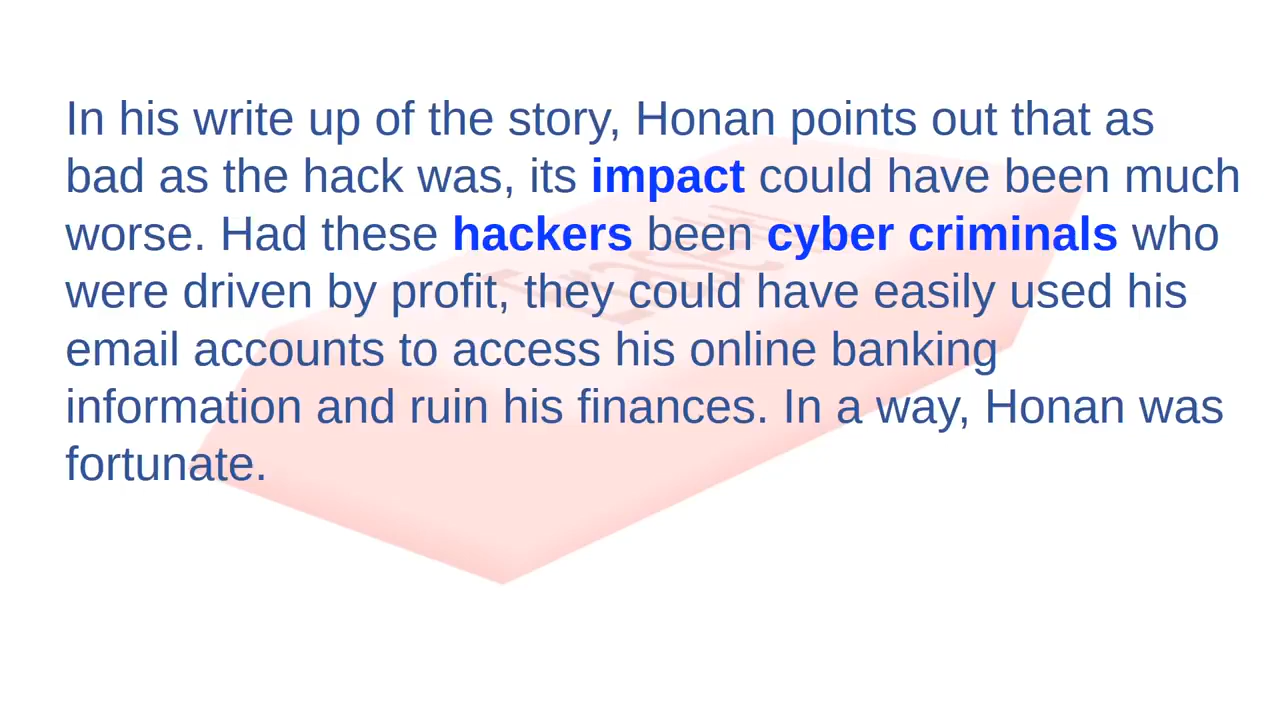 In his write up of the story, Honan points out that as
bad as the hack was, its impact could have been much
worse. Had these hackers been cyber criminals who
were driven by profit, they could have easily used his
email accounts to access his online banking
information and ruin his finances. In a way, Honan was
fortunate.